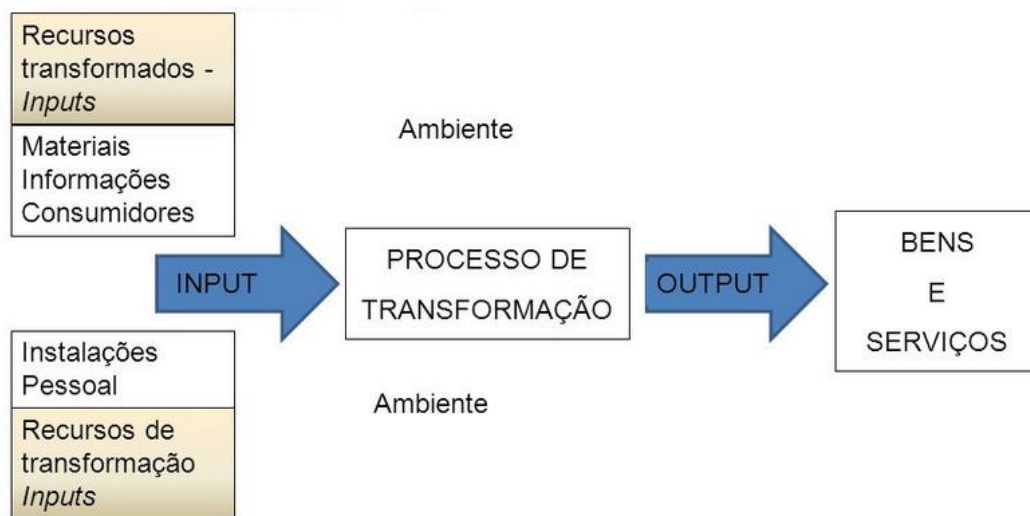 Recursos
transformados -
Inputs
Materiais
Informações
Consumidores
Ambiente
INPUT
PROCESSO DE
TRANSFORMAÇÃO
OUTPUT
BENS
E
SERVIÇOS
Instalações
Pessoal
Recursos de
transformação
Inputs
Ambiente